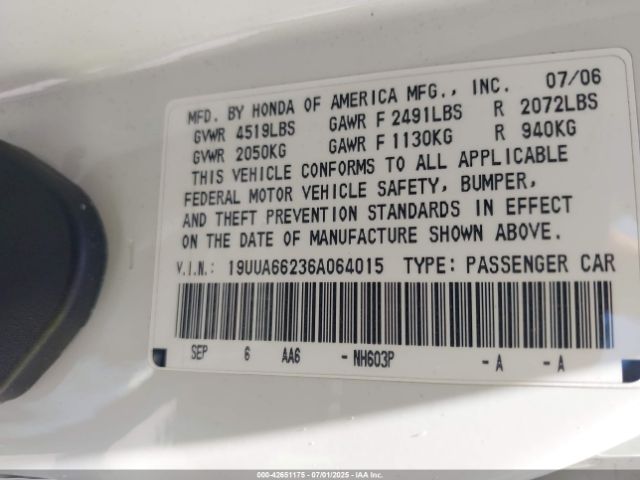 MFD. BY HONDA OF AMERICA MFG., INC. 07/06
GVWR 4519LBS GAWR F 2491LBS R 2072LBS
GVWR 2050KG GAWR F 1130KG R 940KG
THIS VEHICLE CONFORMS TO ALL APPLICABLE
FEDERAL MOTOR VEHICLE SAFETY, BUMPER,
AND THEFT PREVENTION STANDARDS IN EFFECT
ON THE DATE OF MANUFACTURE SHOWN ABOVE.
V.I.N.: 19UUA66236A064015 TYPE: PASSENGER CAR
SEP 6 AA6 -NH603P -A -A
000-42651175 - 07/01/2025 - IAA Inc.